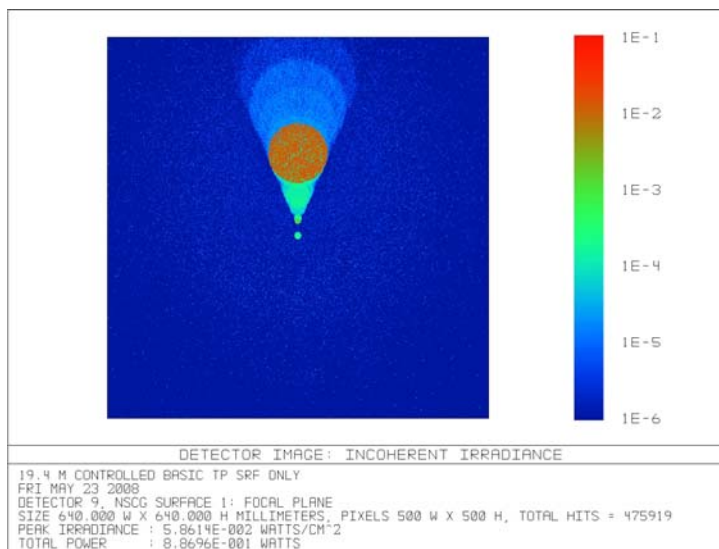 1E-1
1E-2
1E-3
1E-4
1E-5
1E-6
DETECTOR IMAGE: INCOHERENT IRRADIANCE
19.4 M CONTROLLED BASIC TP SRF ONLY
FRI MAY 23 2008
DETECTOR 9, NSCG SURFACE 1: FOCAL PLANE
SIZE 640.000 W X 640.000 H MILLIMETERS, PIXELS 500 W X 500 H, TOTAL HITS = 475919
PEAK IRRADIANCE : 5.8614E-002 WATTS/CM^2
TOTAL POWER : 8.8696E-001 WATTS